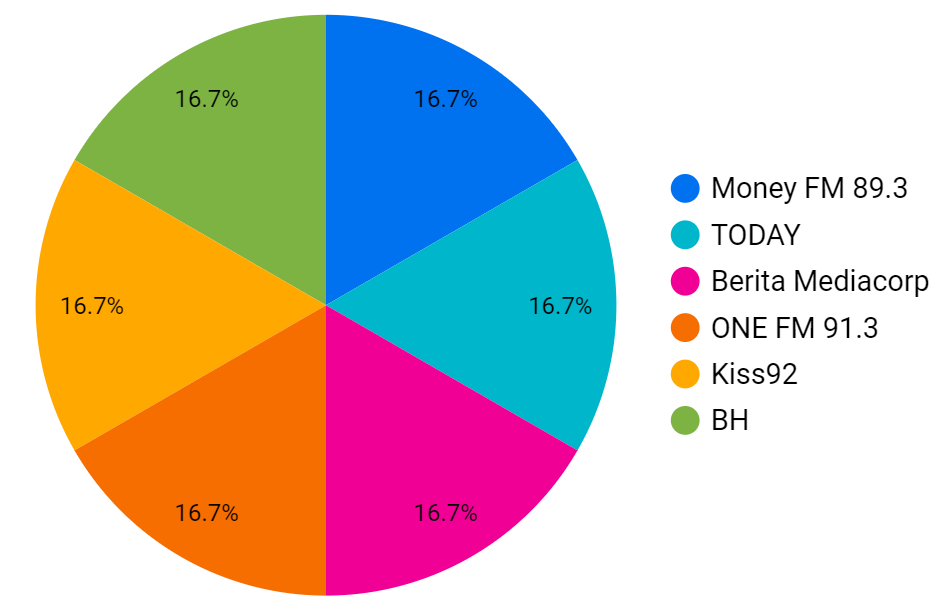 16.7%
16.7%
16.7%
16.7%
16.7%
16.7%
Money FM 89.3
TODAY
Berita Mediacorp
ONE FM 91.3
Kiss92
BH